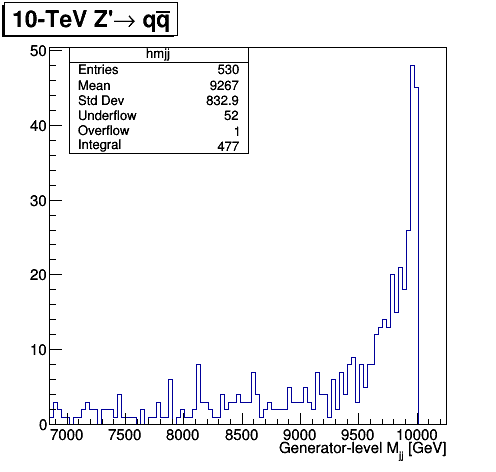 10-TeV Z'→ qq̅
hmjj
Entries 530
Mean 9267
Std Dev 832.9
Underflow 52
Overflow 1
Integral 477
50
40
30
20
10
0
7000 7500 8000 8500 9000 9500 10000
Generator-level Mjj [GeV]